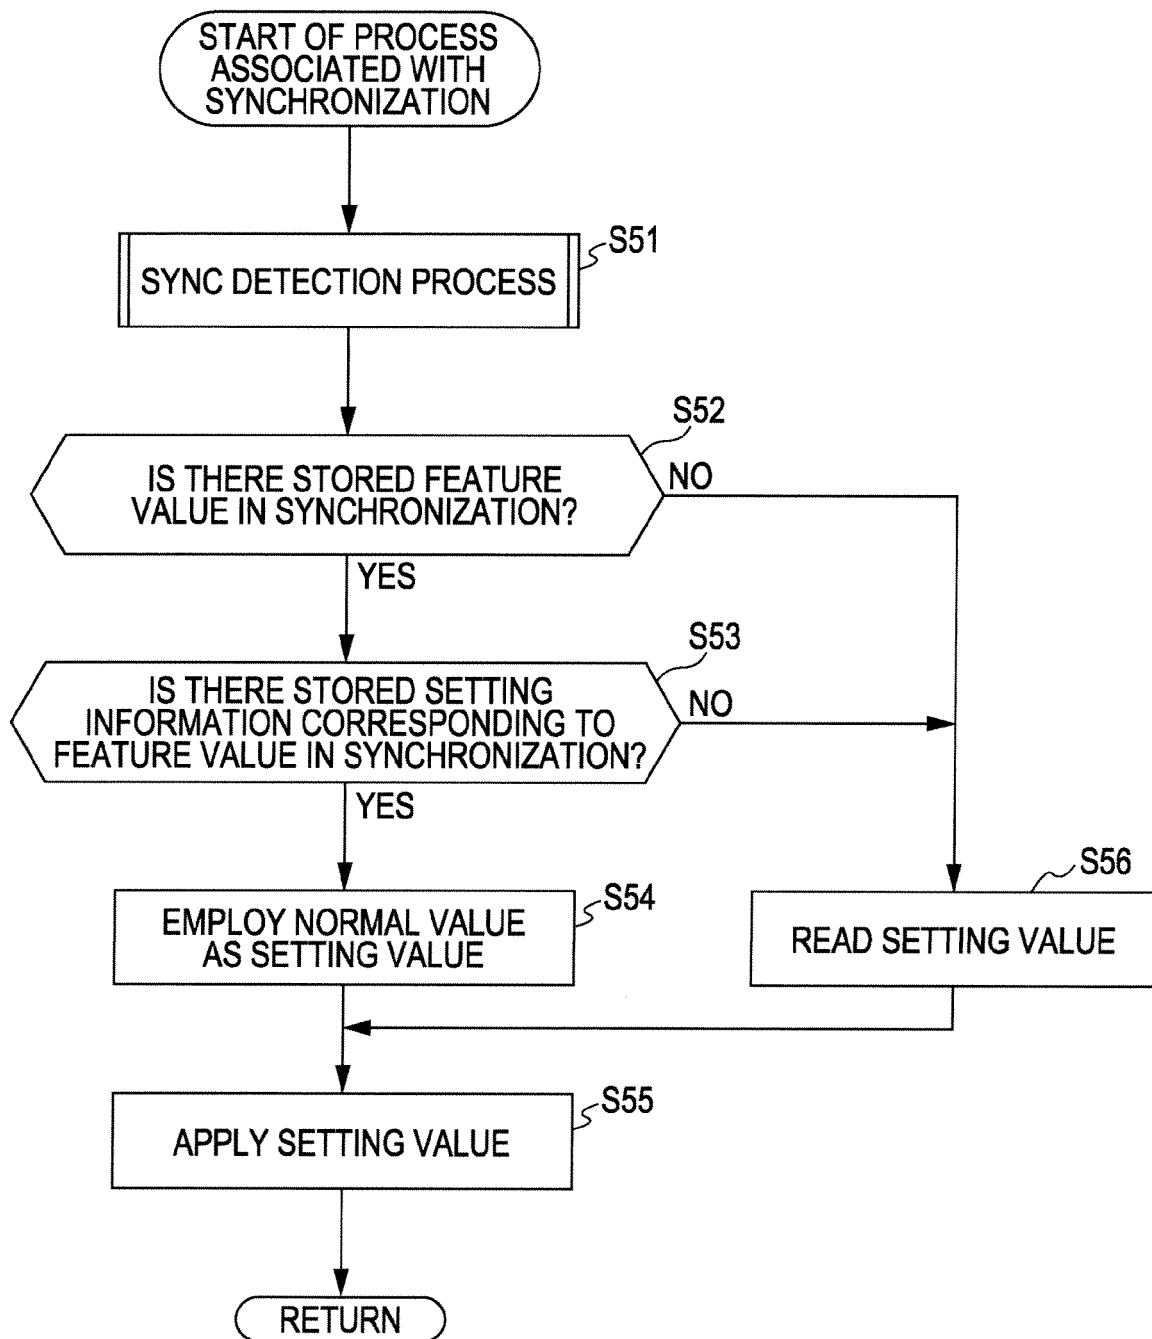 START OF PROCESS
ASSOCIATED WITH
SYNCHRONIZATION
S51
SYNC DETECTION PROCESS
S52
IS THERE STORED FEATURE
VALUE IN SYNCHRONIZATION?
NO
YES
S53
IS THERE STORED SETTING
INFORMATION CORRESPONDING TO
FEATURE VALUE IN SYNCHRONIZATION?
NO
YES
S54
EMPLOY NORMAL VALUE
AS SETTING VALUE
S56
READ SETTING VALUE
S55
APPLY SETTING VALUE
RETURN